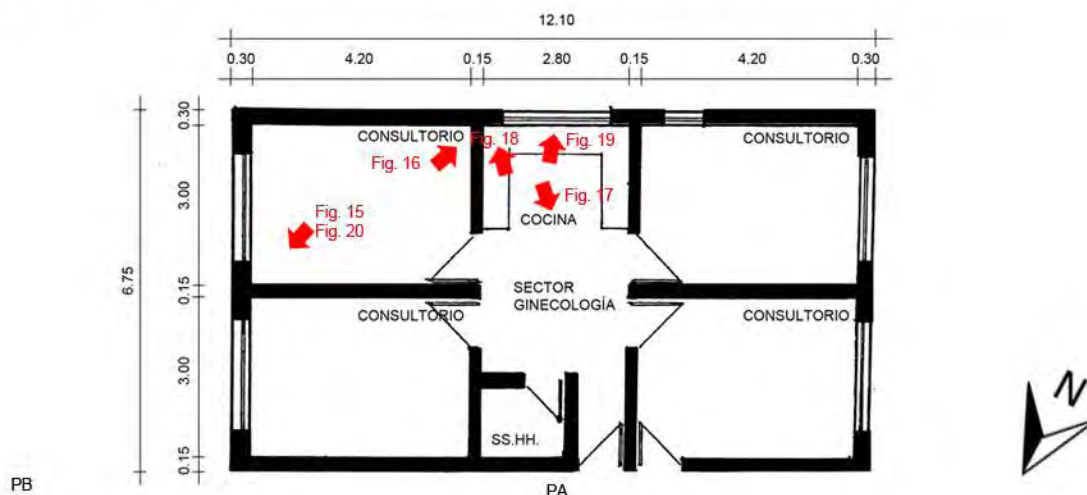 12.10
0.30 4.20 0.15 2.80 0.15 4.20 0.30
0.30
CONSULTORIO
Fig. 18
Fig. 19
CONSULTORIO
Fig. 16
3.00
Fig. 17
Fig. 15
Fig. 20
COCINA
6.75
0.15
SECTOR
GINECOLOGÍA
CONSULTORIO
CONSULTORIO
3.00
N
SS.HH.
0.15
PB
PA